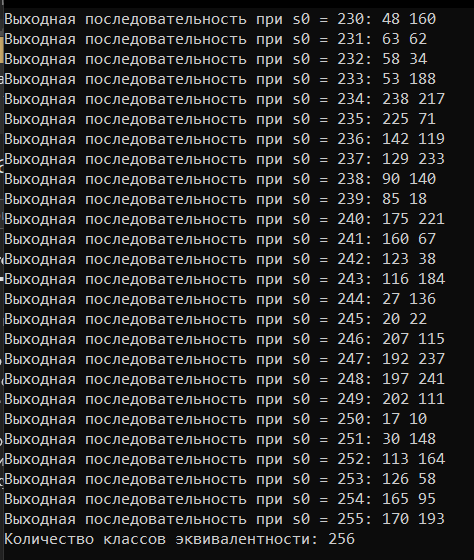 Выходная последовательность при s0 = 230: 48 160
Выходная последовательность при s0 = 231: 63 62
Выходная последовательность при s0 = 232: 58 34
Выходная последовательность при s0 = 233: 53 188
Выходная последовательность при s0 = 234: 238 217
Выходная последовательность при s0 = 235: 225 71
Выходная последовательность при s0 = 236: 142 119
Выходная последовательность при s0 = 237: 129 233
Выходная последовательность при s0 = 238: 90 140
Выходная последовательность при s0 = 239: 85 18
Выходная последовательность при s0 = 240: 175 221
Выходная последовательность при s0 = 241: 160 67
Выходная последовательность при s0 = 242: 123 38
Выходная последовательность при s0 = 243: 116 184
Выходная последовательность при s0 = 244: 27 136
Выходная последовательность при s0 = 245: 20 22
Выходная последовательность при s0 = 246: 207 115
Выходная последовательность при s0 = 247: 192 237
Выходная последовательность при s0 = 248: 197 241
Выходная последовательность при s0 = 249: 202 111
Выходная последовательность при s0 = 250: 17 10
Выходная последовательность при s0 = 251: 30 148
Выходная последовательность при s0 = 252: 113 164
Выходная последовательность при s0 = 253: 126 58
Выходная последовательность при s0 = 254: 165 95
Выходная последовательность при s0 = 255: 170 193
Количество классов эквивалентности: 256